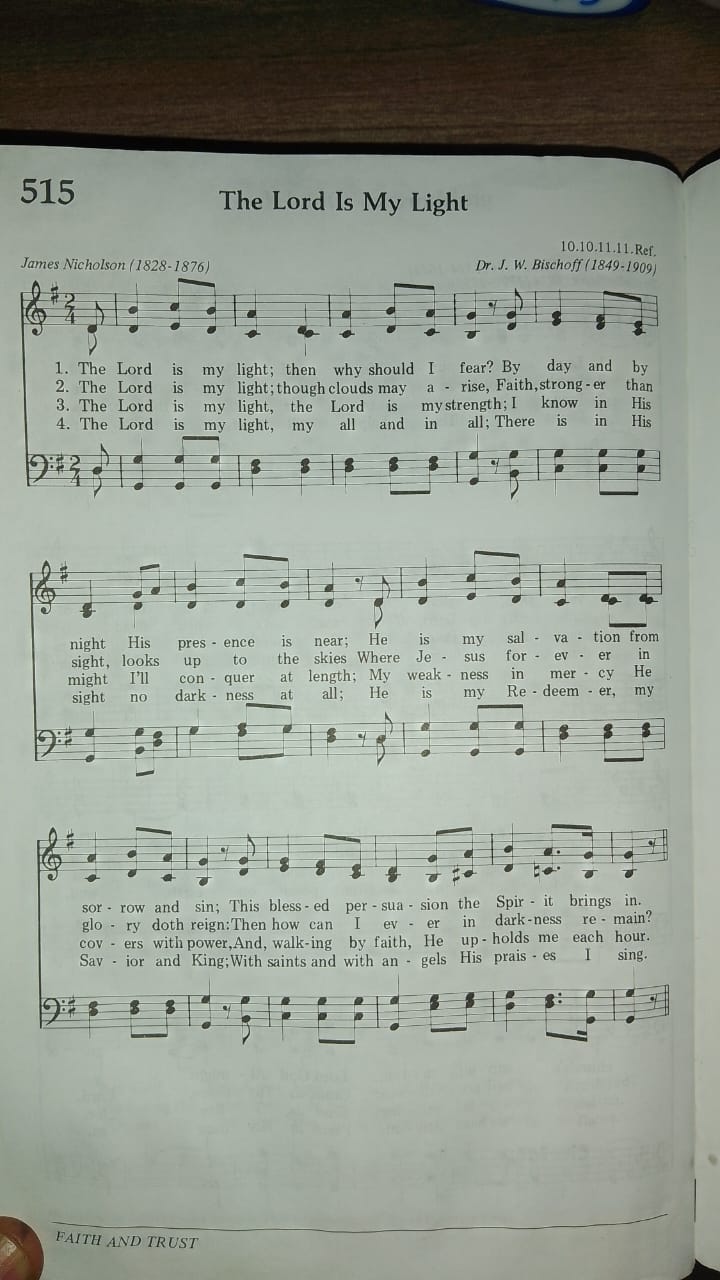 515
The Lord Is My Light
10.10.11.11.Ref.
James Nicholson (1828-1876) Dr. J. W. Bischoff (1849-1909)
1. The Lord is my light; then why should I fear? By day and by
2. The Lord is my light; though clouds may a - rise, Faith, strong - er than
3. The Lord is my light, the Lord is my strength; I know in His
4. The Lord is my light, my all and in all; There is in His
night His pres - ence is near; He is my sal - va - tion from
sight, looks up to the skies Where Je - sus for - ev - er in
might I'll con - quer at length; My weak - ness in mer - cy He
sight no dark - ness at all; He is my Re - deem - er, my
sor - row and sin; This bless - ed per - sua - sion the Spir - it brings in.
glo - ry doth reign: Then how can I ev - er in dark - ness re - main?
cov - ers with power, And, walk - ing by faith, He up - holds me each hour.
Sav - ior and King; With saints and with an - gels His prais - es I sing.
FAITH AND TRUST